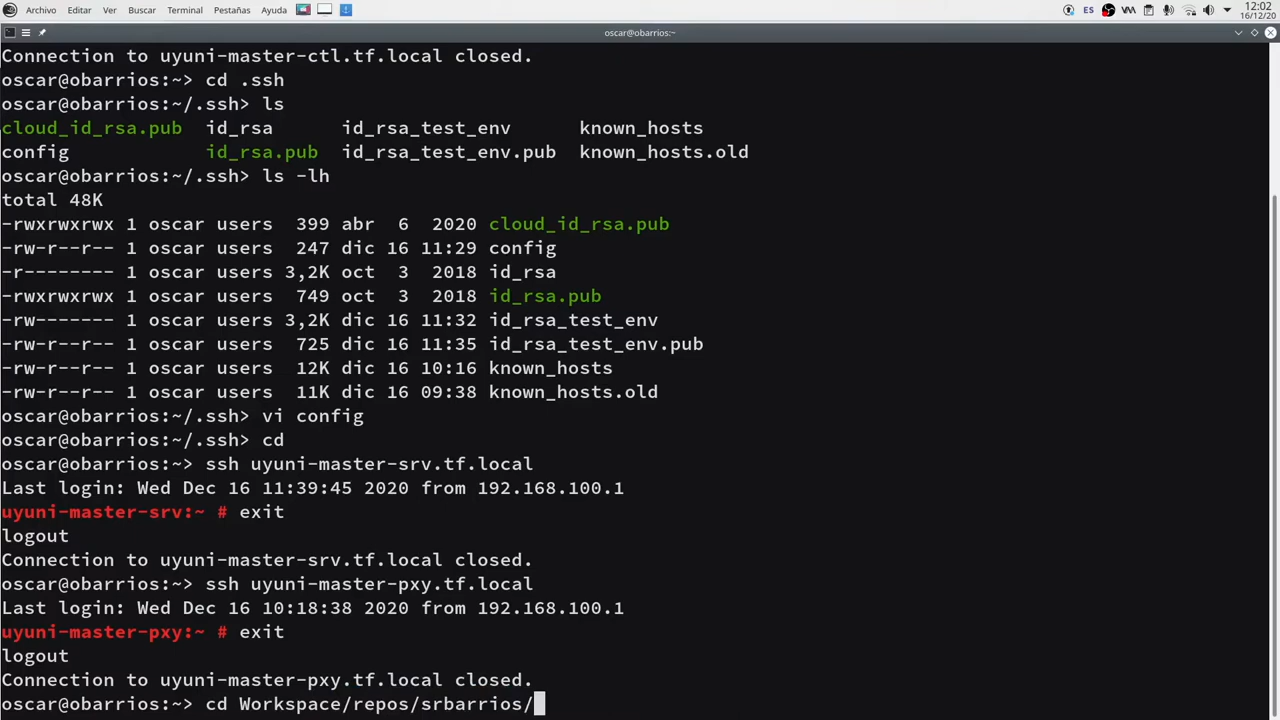 Archivo Editar Ver Buscar Terminal Pestañas Ayuda
ES
12:02
16/12/20
oscar@obarrios:~
Connection to uyuni-master-ctl.tf.local closed.
oscar@obarrios:~> cd .ssh
oscar@obarrios:~/.ssh> ls
cloud_id_rsa.pub id_rsa id_rsa_test_env known_hosts
config id_rsa.pub id_rsa_test_env.pub known_hosts.old
oscar@obarrios:~/.ssh> ls -lh
total 48K
-rwxrwxrwx 1 oscar users 399 abr 6 2020 cloud_id_rsa.pub
-rw-r--r-- 1 oscar users 247 dic 16 11:29 config
-r-------- 1 oscar users 3,2K oct 3 2018 id_rsa
-rwxrwxrwx 1 oscar users 749 oct 3 2018 id_rsa.pub
-rw------- 1 oscar users 3,2K dic 16 11:32 id_rsa_test_env
-rw-r--r-- 1 oscar users 725 dic 16 11:35 id_rsa_test_env.pub
-rw-r--r-- 1 oscar users 12K dic 16 10:16 known_hosts
-rw-r--r-- 1 oscar users 11K dic 16 09:38 known_hosts.old
oscar@obarrios:~/.ssh> vi config
oscar@obarrios:~/.ssh> cd
oscar@obarrios:~> ssh uyuni-master-srv.tf.local
Last login: Wed Dec 16 11:39:45 2020 from 192.168.100.1
uyuni-master-srv:~ # exit
logout
Connection to uyuni-master-srv.tf.local closed.
oscar@obarrios:~> ssh uyuni-master-pxy.tf.local
Last login: Wed Dec 16 10:18:38 2020 from 192.168.100.1
uyuni-master-pxy:~ # exit
logout
Connection to uyuni-master-pxy.tf.local closed.
oscar@obarrios:~> cd Workspace/repos/srbarrios/